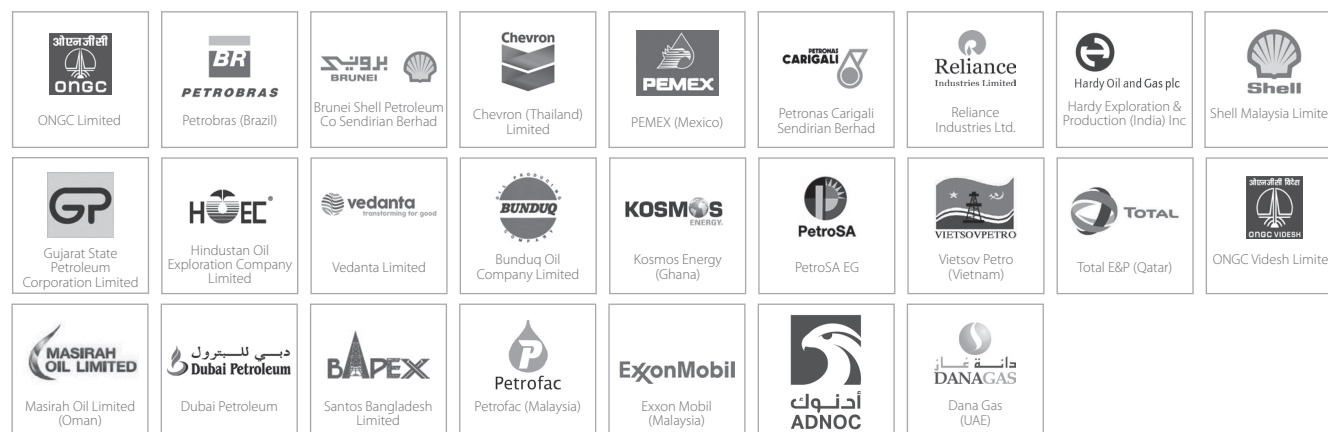 ओएनजीसी
ONGC
ONGC Limited
BR
PETROBRAS
Petrobras (Brazil)
بروني
BRUNEI
Brunei Shell Petroleum
Co Sendirian Berhad
Chevron
Chevron (Thailand)
Limited
PEMEX
PEMEX (Mexico)
PETRONAS
CARIGALI
Petronas Carigali
Sendirian Berhad
Reliance
Industries Limited
Reliance
Industries Ltd.
Hardy Oil and Gas plc
Hardy Exploration &
Production (India) Inc
Shell
Shell Malaysia Limite
GP
Gujarat State
Petroleum
Corporation Limited
HOEC
Hindustan Oil
Exploration Company
Limited
vedanta
transforming for good
Vedanta Limited
OIL PRODUCING
BUNDUQ
COMPANY
Bunduq Oil
Company Limited
KOSMOS
ENERGY.
Kosmos Energy
(Ghana)
PetroSA
PetroSA EG
VIETSOVPETRO
Vietsov Petro
(Vietnam)
TOTAL
Total E&P (Qatar)
ओएनजीसी विदेश
ONGC VIDESH
ONGC Videsh Limite
MASIRAH
OIL LIMITED
Masirah Oil Limited
(Oman)
دبي للبترول
Dubai Petroleum
Dubai Petroleum
BAPEX
Santos Bangladesh
Limited
Petrofac
Petrofac (Malaysia)
ExxonMobil
Exxon Mobil
(Malaysia)
أدنوك
ADNOC
دانة غاز
DANAGAS
Dana Gas
(UAE)